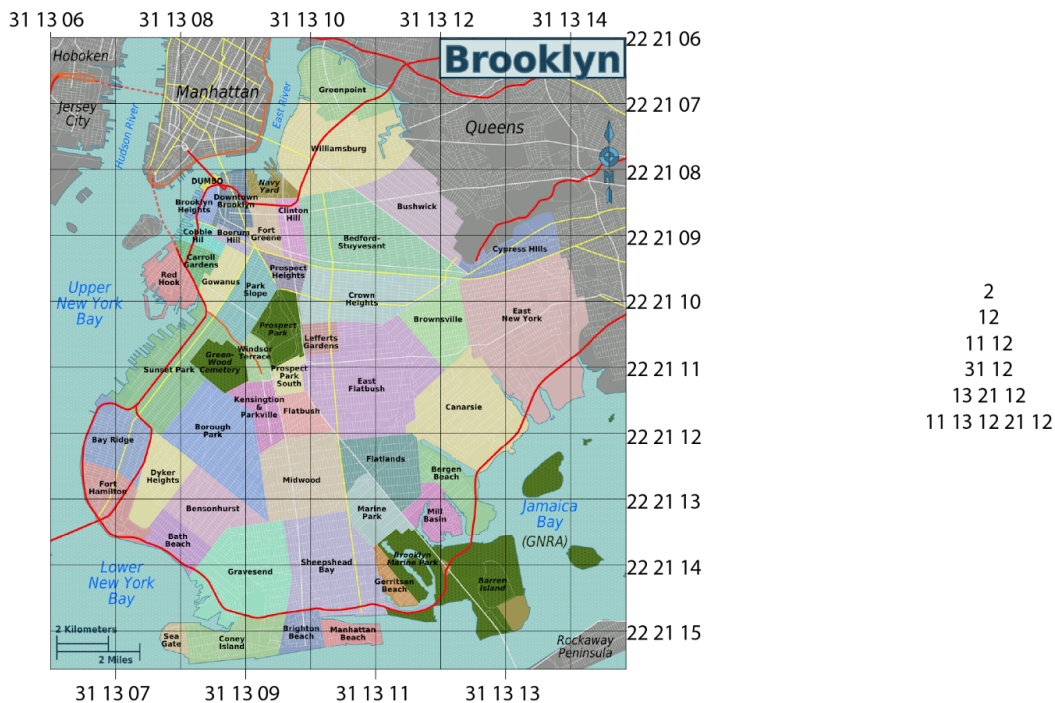 31 13 06 31 13 08 31 13 10 31 13 12 31 13 14
22 21 06
Brooklyn
Hoboken
Manhattan
Greenpoint
Jersey
City
Hudson River
East River
22 21 07
Queens
Williamsburg
N
22 21 08
DUMBO
Navy
Yard
Brooklyn
Heights
Downtown
Brooklyn
Clinton
Hill
Bushwick
Cobble
Hil
Boerum
Hill
Fort
Greene
Bedford-
Stuyvesant
22 21 09
Cypress HIlls
Carroll
Gardens
Red
Hook
Gowanus
Park
Slope
Prospect
Heights
Upper
New York
Bay
Crown
Heights
22 21 10
Brownsville
East
New York
Prospect
Park
Lefferts
Gardens
Windsor
Terrace
Green-
Wood
Cemetery
Sunset Park
Prospect
Park
South
22 21 11
East
Flatbush
Kensington
&
Parkville
Flatbush
Canarsie
Borough
Park
Bay Ridge
22 21 12
Flatlands
Bergen
Beach
Dyker
Heights
Midwood
Fort
Hamilton
22 21 13
Bensonhurst
Marine
Park
Mill
Basin
Jamaica
Bay
(GNRA)
Bath
Beach
Lower
New York
Bay
Gravesend
Sheepshead
Bay
Brooklyn
Marine Park
Gerritsen
Beach
Barren
Island
22 21 14
2 Kilometers
2 Miles
Sea
Gate
Coney
Island
Brighton
Beach
Manhattan
Beach
22 21 15
Rockaway
Peninsula
31 13 07 31 13 09 31 13 11 31 13 13
2
12
11 12
31 12
13 21 12
11 13 12 21 12